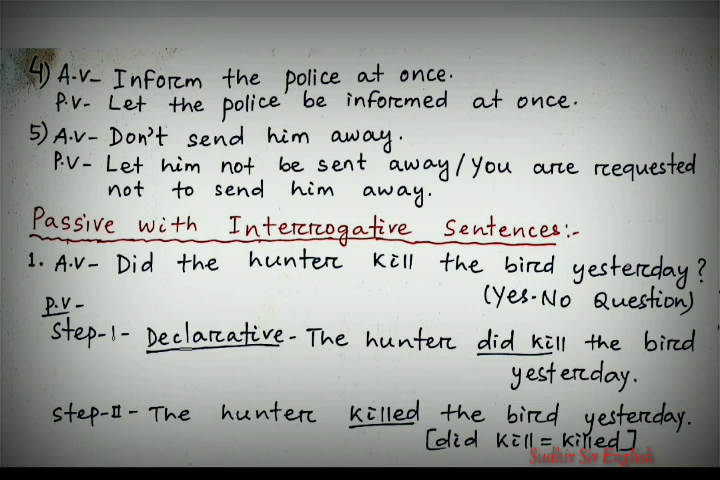 4) A.V- Inform the police at once.
P.V- Let the police be informed at once.
5) A.V- Don't send him away.
P.V- Let him not be sent away/You are requested
not to send him away.
Passive with Interrogative Sentences:-
1. A.V- Did the hunter kill the bird yesterday?
(Yes-No Question)
P.V-
Step-I- Declarative- The hunter did kill the bird
yesterday.
Step-II- The hunter killed the bird yesterday.
[did kill = killed]
Sudhir Sir English